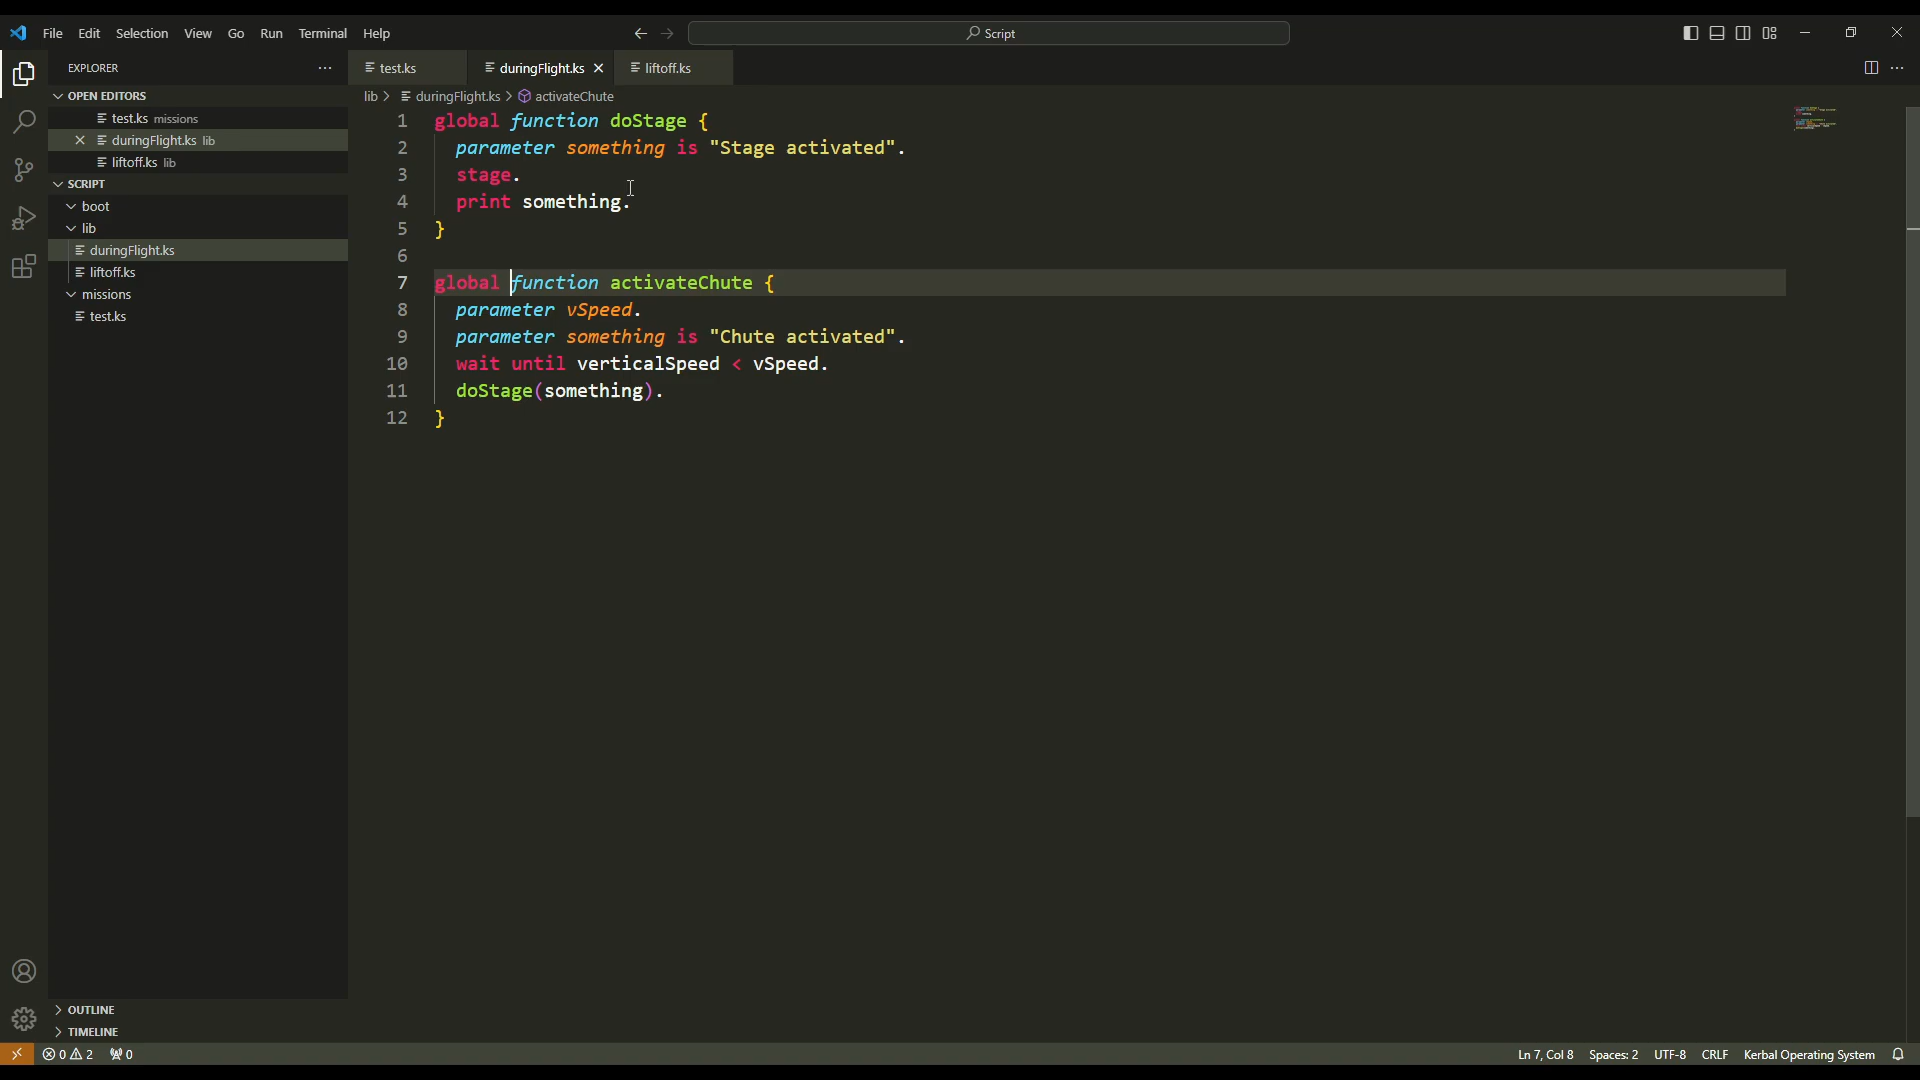 File Edit Selection View Go Run Terminal Help Script
EXPLORER
OPEN EDITORS
test.ks missions
duringFlight.ks lib
liftoff.ks lib
SCRIPT
boot
lib
duringFlight.ks
liftoff.ks
missions
test.ks
OUTLINE
TIMELINE
test.ks duringFlight.ks liftoff.ks
lib > duringFlight.ks > activateChute
1 global function doStage {
2 parameter something is "Stage activated".
3 stage.
4 print something.
5 }
6
7 global function activateChute {
8 parameter vSpeed.
9 parameter something is "Chute activated".
10 wait until verticalSpeed < vSpeed.
11 doStage(something).
12 }
0 2 0 Ln 7, Col 8 Spaces: 2 UTF-8 CRLF Kerbal Operating System